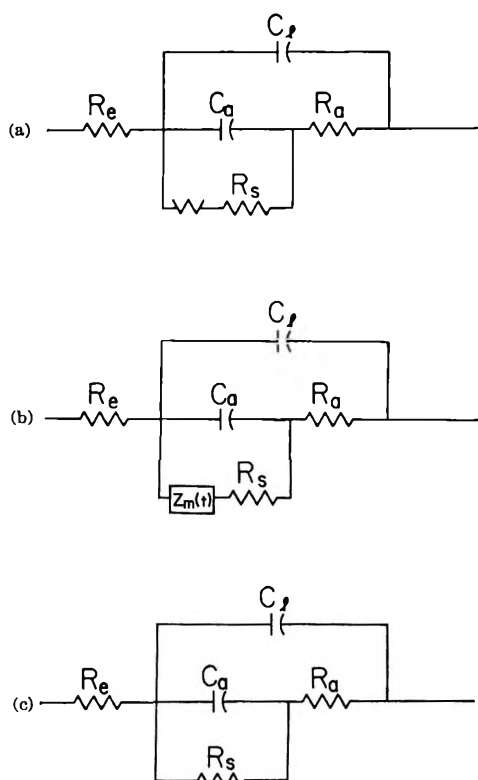 Cℓ
(a) Re Ca Ra
Rs
Cℓ
(b) Re Ca Ra
Zm(t) Rs
Cℓ
(c) Re Ca Ra
Rs